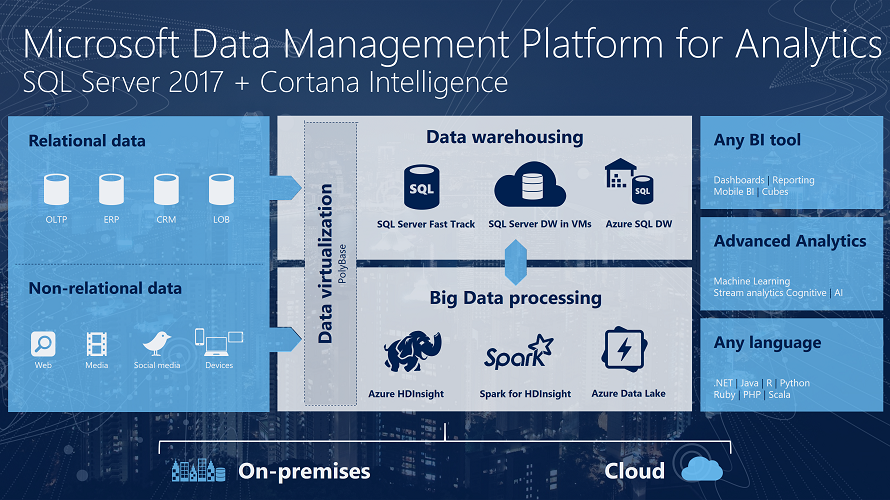 Microsoft Data Management Platform for Analytics
SQL Server 2017 + Cortana Intelligence
Relational data
OLTP
ERP
CRM
LOB
Non-relational data
Web
Media
Social media
Devices
Data virtualization
PolyBase
Data warehousing
SQL
SQL
SQL Server Fast Track
SQL Server DW in VMs
Azure SQL DW
Big Data processing
Spark
Azure HDInsight
Spark for HDInsight
Azure Data Lake
Any BI tool
Dashboards | Reporting
Mobile BI | Cubes
Advanced Analytics
Machine Learning
Stream analytics Cognitive | AI
Any language
.NET | Java | R | Python
Ruby | PHP | Scala
On-premises
Cloud